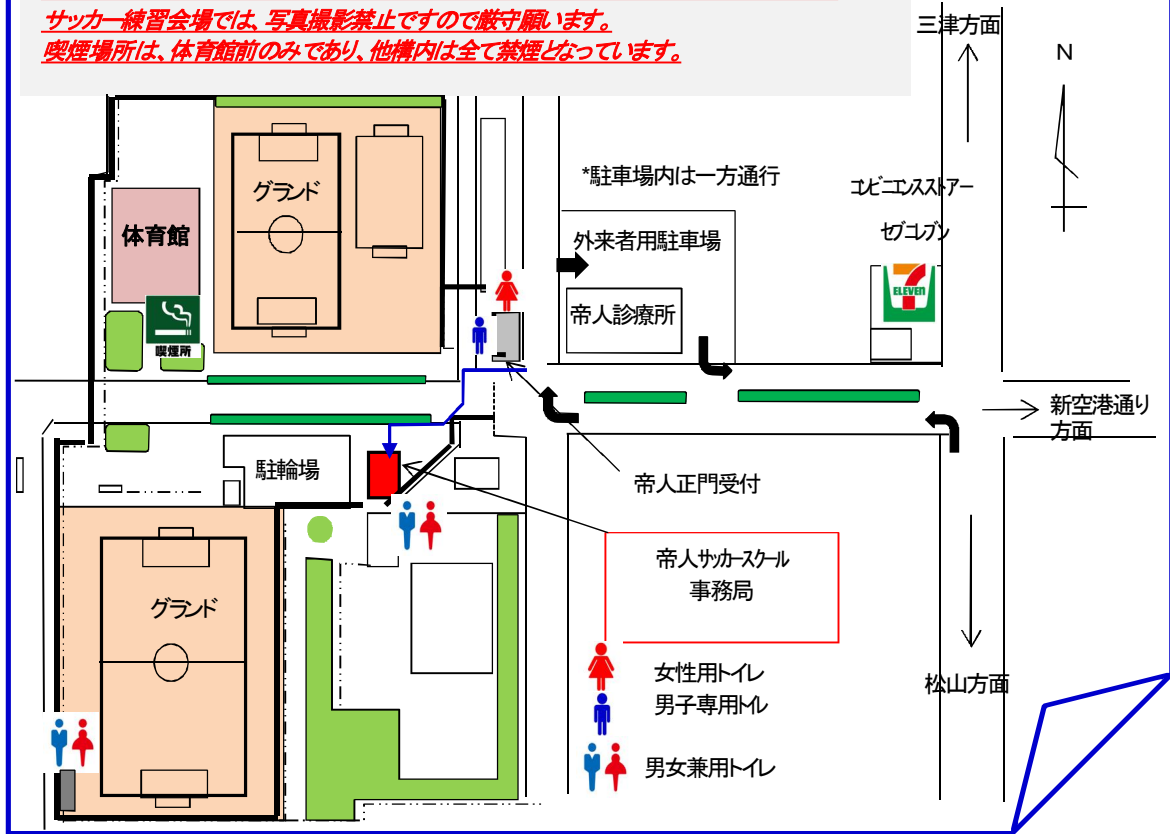 サッカー練習会場では、写真撮影禁止ですので厳守願います。
喫煙場所は、体育館前のみであり、他構内は全て禁煙となっています。
三津方面
N
*駐車場内は一方通行
コンビニエンスストアー
セブンイレブン
ELEVEN
グランド
体育館
喫煙所
外来者用駐車場
帝人診療所
新空港通り
方面
駐輪場
帝人正門受付
帝人サッカースクール
事務局
グランド
女性用トイレ
男子専用トイレ
男女兼用トイレ
松山方面